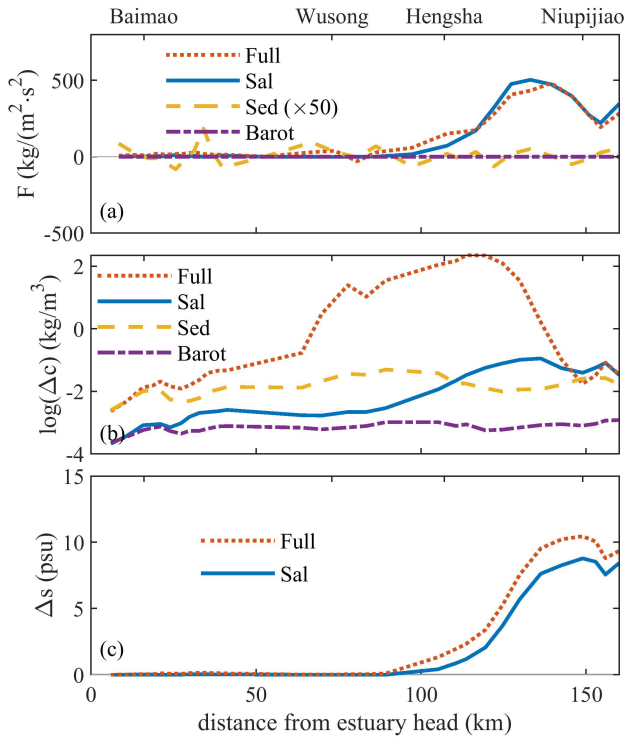 Baimao Wusong Hengsha Niupijiao
F (kg/(m²·s²)
500
0
-500
Full
Sal
Sed (×50)
Barot
(a)
log(Δc) (kg/m³)
2
0
-2
-4
Full
Sal
Sed
Barot
(b)
Δs (psu)
15
10
5
0
Full
Sal
(c)
0 50 100 150
distance from estuary head (km)